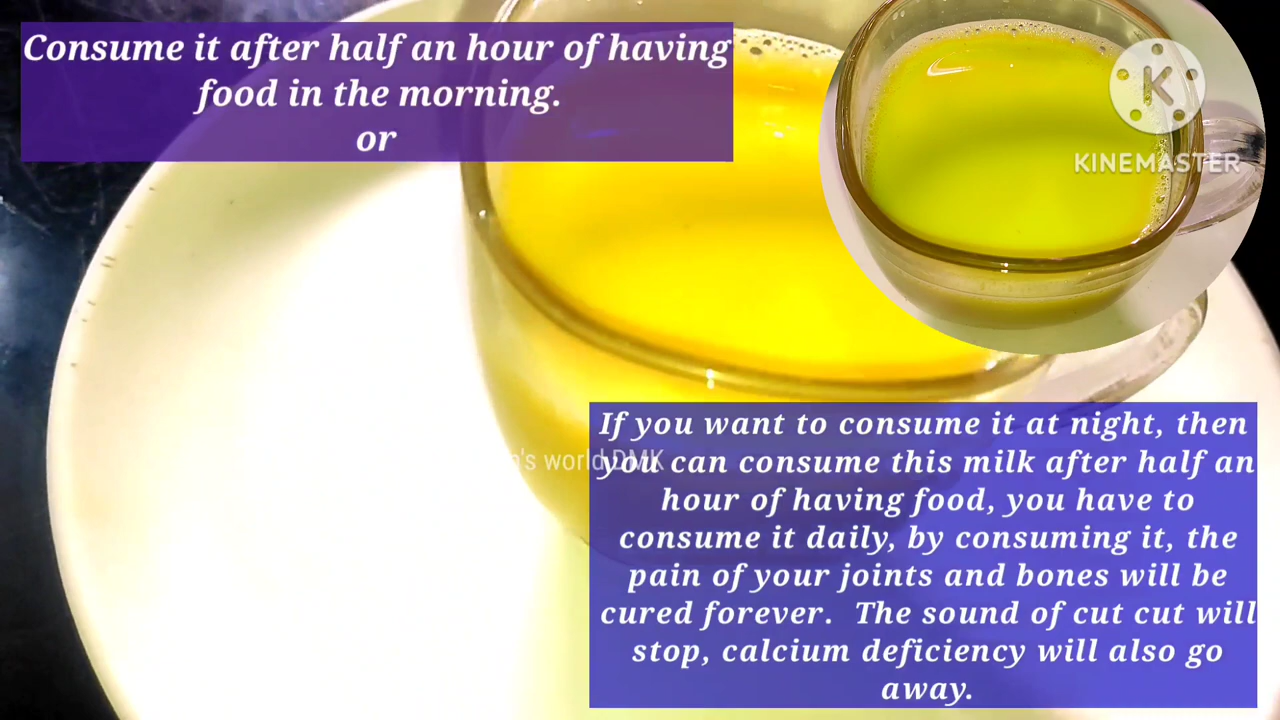 Consume it after half an hour of having
food in the morning.
or
KINEMASTER
's world DMK
If you want to consume it at night, then
you can consume this milk after half an
hour of having food, you have to
consume it daily, by consuming it, the
pain of your joints and bones will be
cured forever. The sound of cut cut will
stop, calcium deficiency will also go
away.